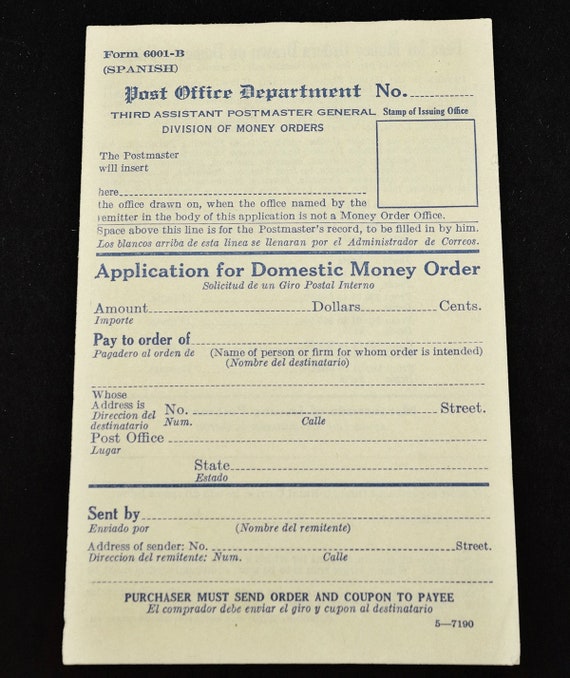 Form 6001-B
(SPANISH)
Post Office Department No.
THIRD ASSISTANT POSTMASTER GENERAL Stamp of Issuing Office
DIVISION OF MONEY ORDERS
The Postmaster
will insert
here
the office drawn on, when the office named by the
remitter in the body of this application is not a Money Order Office.
Space above this line is for the Postmaster's record, to be filled in by him.
Los blancos arriba de esta linea se llenaran por el Administrador de Correos.
Application for Domestic Money Order
Solicitud de un Giro Postal Interno
Amount Dollars Cents.
Importe
Pay to order of
Pagadero al orden de (Name of person or firm for whom order is intended)
(Nombre del destinatario)
Whose
Address is
Direccion del
destinatario
No. Street.
Num. Calle
Post Office
Lugar
State
Estado
Sent by
Enviado por (Nombre del remitente)
Address of sender: No. Street.
Direccion del remitente: Num. Calle
PURCHASER MUST SEND ORDER AND COUPON TO PAYEE
El comprador debe enviar el giro y cupon al destinatario
5—7190